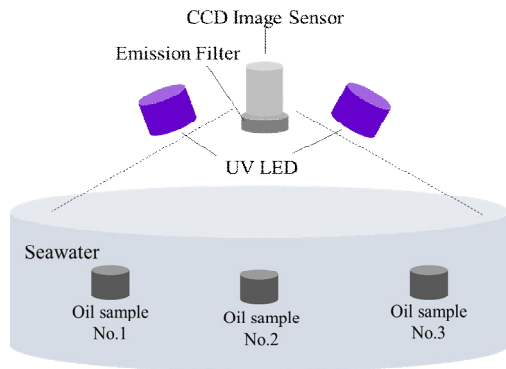 CCD Image Sensor
Emission Filter
UV LED
Seawater
Oil sample
No.1
Oil sample
No.2
Oil sample
No.3